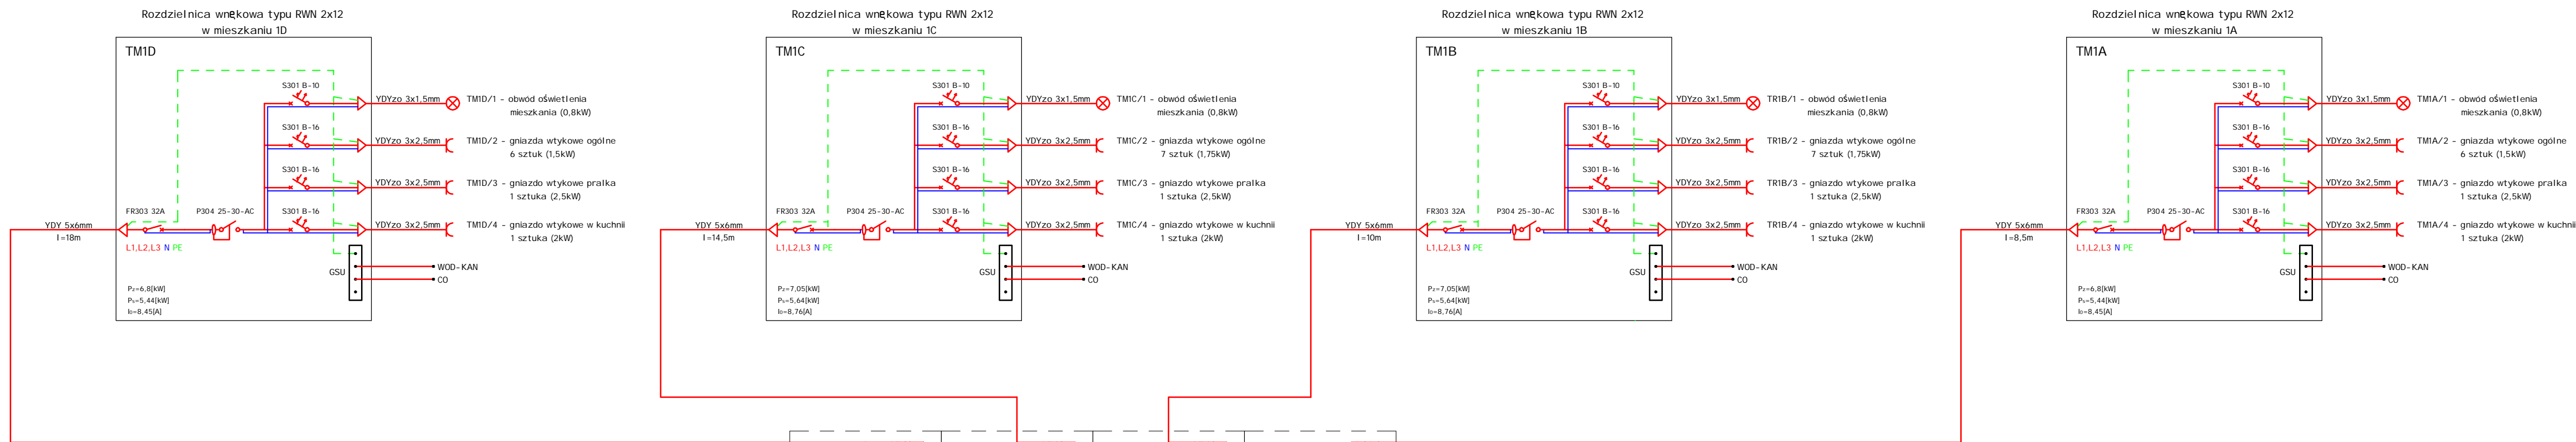 Rozdzielnica wnękowa typu RWN 2x12
w mieszkaniu 1D
TM1D
S301 B-10
YDYzo 3x1,5mm
TM1D/1 - obwód oświetlenia
mieszkania (0,8kW)
S301 B-16
YDYzo 3x2,5mm
TM1D/2 - gniazda wtykowe ogólne
6 sztuk (1,5kW)
S301 B-16
YDYzo 3x2,5mm
TM1D/3 - gniazdo wtykowe pralka
1 sztuka (2,5kW)
YDY 5x6mm
l=18m
FR303 32A
P304 25-30-AC
S301 B-16
YDYzo 3x2,5mm
TM1D/4 - gniazdo wtykowe w kuchnii
1 sztuka (2kW)
L1,L2,L3 N PE
GSU
WOD-KAN
CO
Pz=6,8[kW]
Ps=5,44[kW]
I0=8,45[A]
Rozdzielnica wnękowa typu RWN 2x12
w mieszkaniu 1C
TM1C
S301 B-10
YDYzo 3x1,5mm
TM1C/1 - obwód oświetlenia
mieszkania (0,8kW)
S301 B-16
YDYzo 3x2,5mm
TM1C/2 - gniazda wtykowe ogólne
7 sztuk (1,75kW)
S301 B-16
YDYzo 3x2,5mm
TM1C/3 - gniazdo wtykowe pralka
1 sztuka (2,5kW)
YDY 5x6mm
l=14,5m
FR303 32A
P304 25-30-AC
S301 B-16
YDYzo 3x2,5mm
TM1C/4 - gniazdo wtykowe w kuchnii
1 sztuka (2kW)
L1,L2,L3 N PE
GSU
WOD-KAN
CO
Pz=7,05[kW]
Ps=5,64[kW]
I0=8,76[A]
Rozdzielnica wnękowa typu RWN 2x12
w mieszkaniu 1B
TM1B
S301 B-10
YDYzo 3x1,5mm
TR1B/1 - obwód oświetlenia
mieszkania (0,8kW)
S301 B-16
YDYzo 3x2,5mm
TR1B/2 - gniazda wtykowe ogólne
7 sztuk (1,75kW)
S301 B-16
YDYzo 3x2,5mm
TR1B/3 - gniazdo wtykowe pralka
1 sztuka (2,5kW)
YDY 5x6mm
l=10m
FR303 32A
P304 25-30-AC
S301 B-16
YDYzo 3x2,5mm
TR1B/4 - gniazdo wtykowe w kuchnii
1 sztuka (2kW)
L1,L2,L3 N PE
GSU
WOD-KAN
CO
Pz=7,05[kW]
Ps=5,64[kW]
I0=8,76[A]
Rozdzielnica wnękowa typu RWN 2x12
w mieszkaniu 1A
TM1A
S301 B-10
YDYzo 3x1,5mm
TM1A/1 - obwód oświetlenia
mieszkania (0,8kW)
S301 B-16
YDYzo 3x2,5mm
TM1A/2 - gniazda wtykowe ogólne
6 sztuk (1,5kW)
S301 B-16
YDYzo 3x2,5mm
TM1A/3 - gniazdo wtykowe pralka
1 sztuka (2,5kW)
YDY 5x6mm
l=8,5m
FR303 32A
P304 25-30-AC
S301 B-16
YDYzo 3x2,5mm
TM1A/4 - gniazdo wtykowe w kuchnii
1 sztuka (2kW)
L1,L2,L3 N PE
GSU
WOD-KAN
CO
Pz=6,8[kW]
Ps=5,44[kW]
I0=8,45[A]